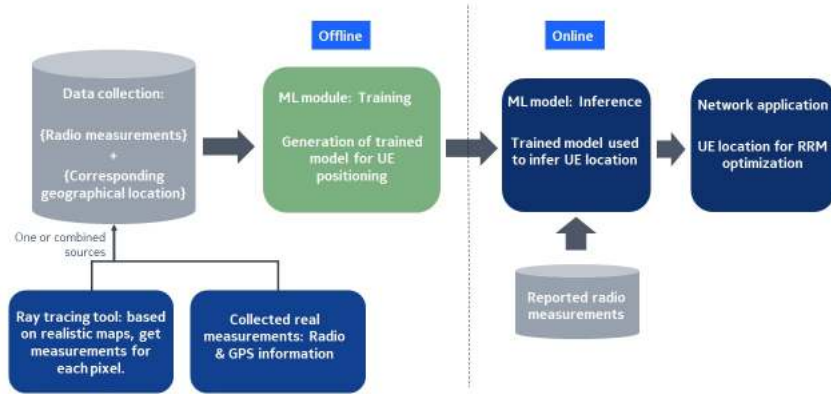 Offline
Online
Data collection:
{Radio measurements}
+
{Corresponding
geographical location}
ML module: Training
Generation of trained
model for UE
positioning
ML model: Inference
Trained model used
to infer UE location
Network application
UE location for RRM
optimization
One or combined
sources
Ray tracing tool: based
on realistic maps, get
measurements for
each pixel.
Collected real
measurements: Radio
& GPS information
Reported radio
measurements